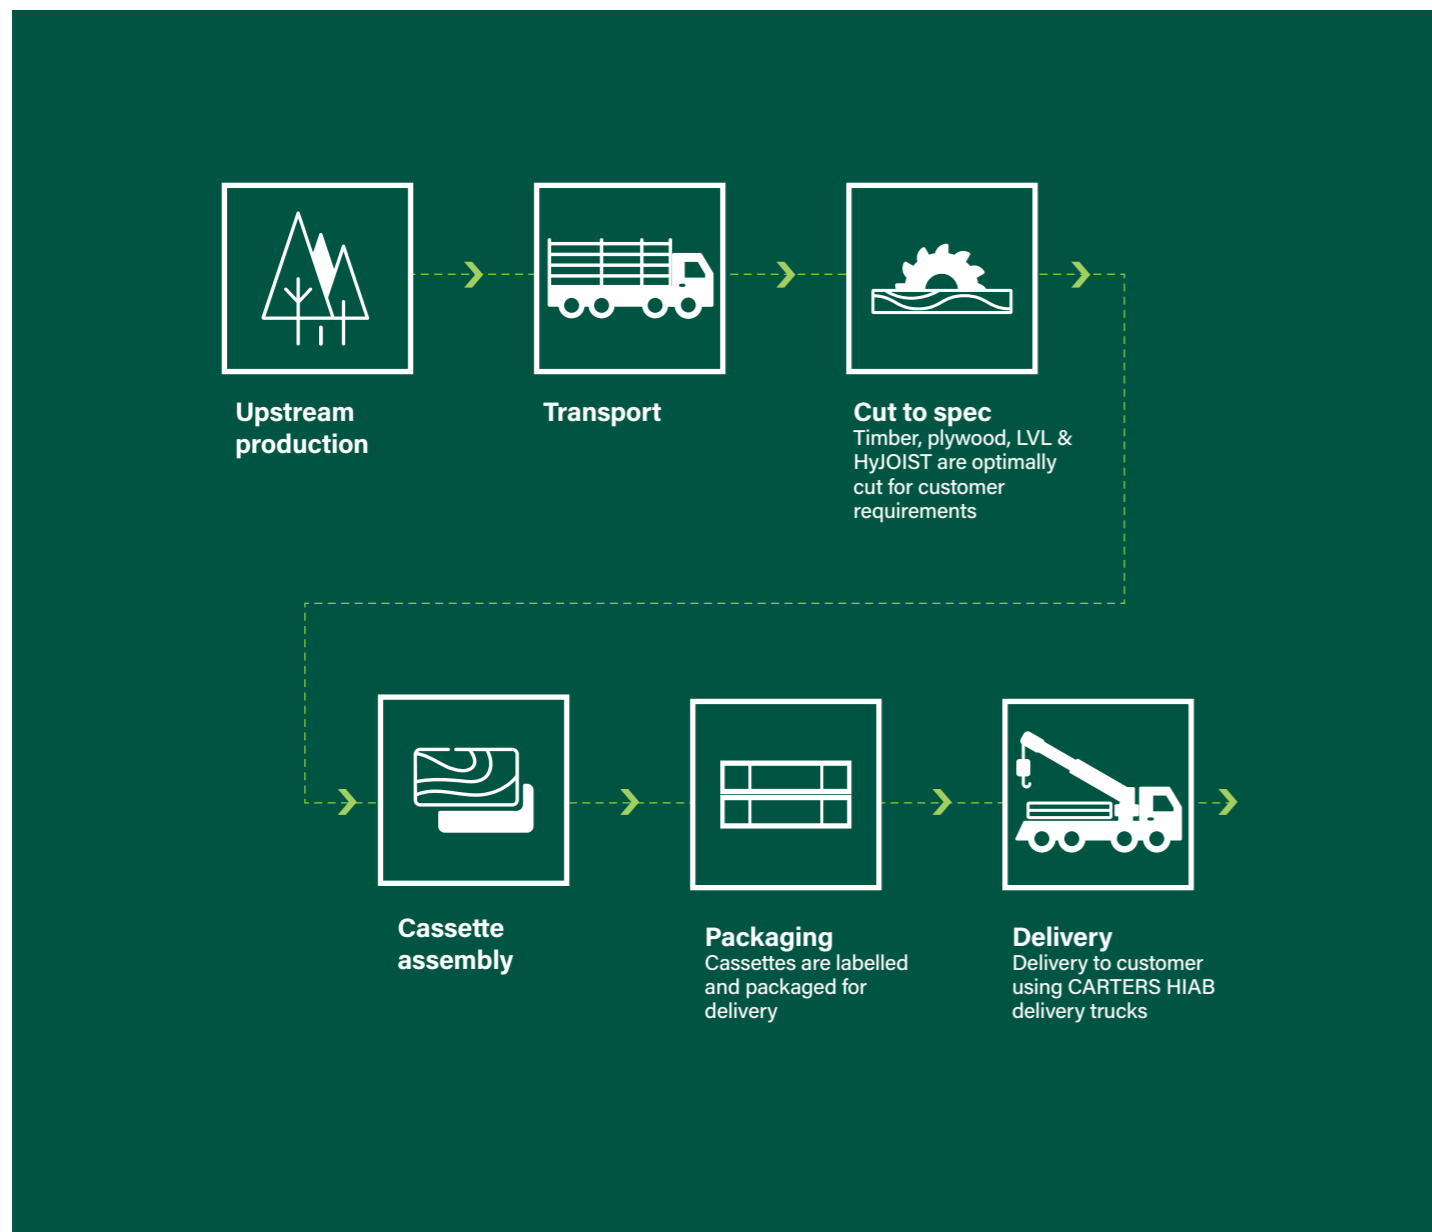 Upstream
production
Transport
Cut to spec
Timber, plywood, LVL &
HyJOIST are optimally
cut for customer
requirements
Cassette
assembly
Packaging
Cassettes are labelled
and packaged for
delivery
Delivery
Delivery to customer
using CARTERS HIAB
delivery trucks